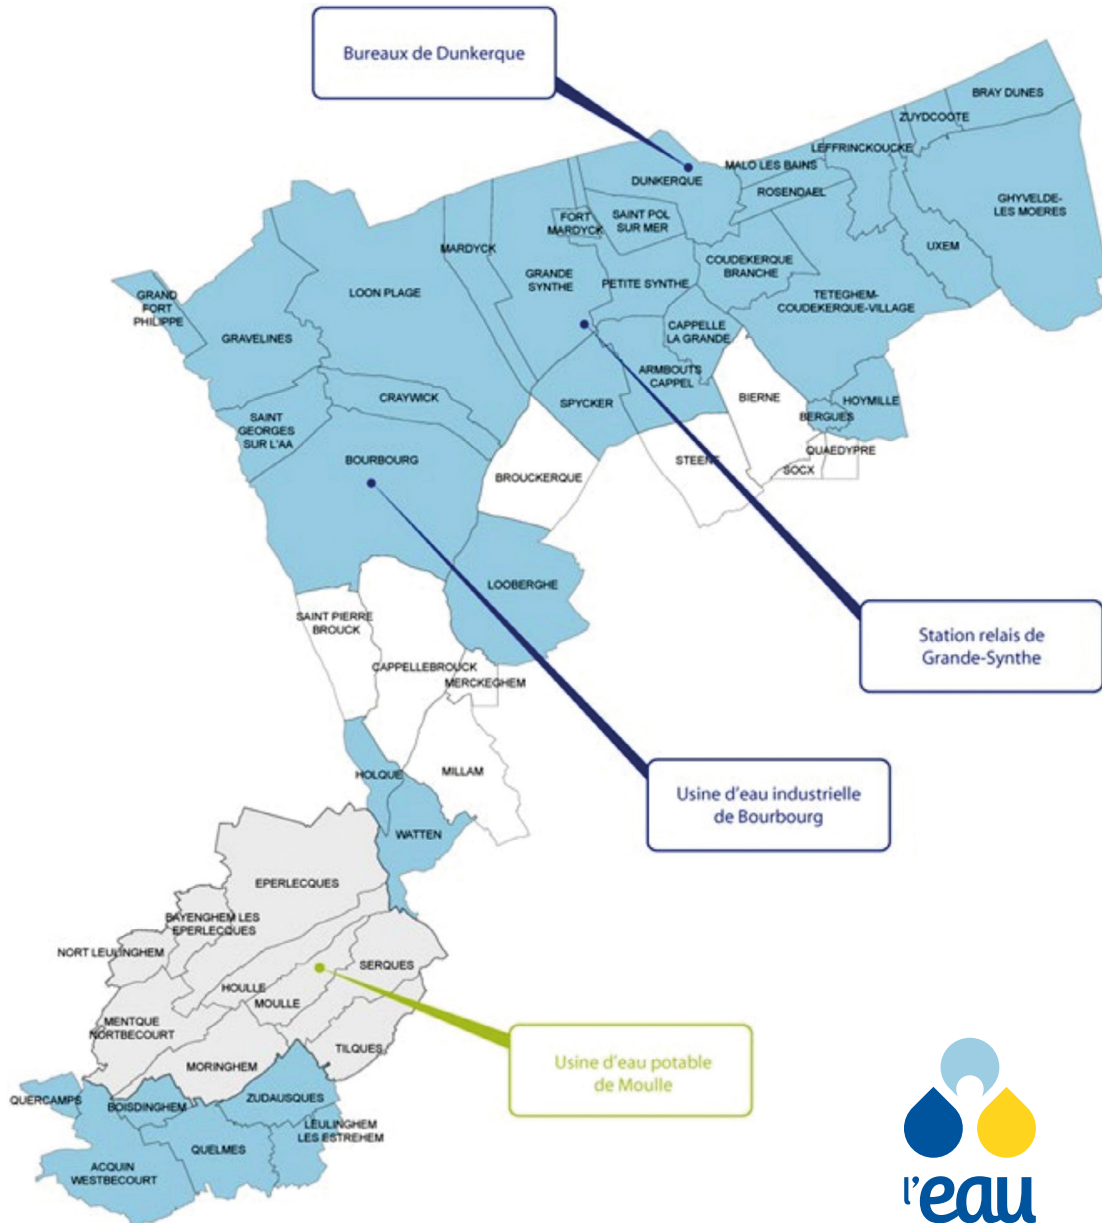 Bureaux de Dunkerque
BRAY DUNES
ZUYDCOOTE
LEFFRINCKOUCKE
MALO LES BAINS
DUNKERQUE
ROSENDAEL
GHYVELDE-
LES MOERES
FORT
MARDYCK
SAINT POL
SUR MER
MARDYCK
UXEM
COUDEKERQUE
BRANCHE
GRANDE
SYNTHE
PETITE SYNTHE
LOON PLAGE
TETEGHEM-
COUDEKERQUE-VILLAGE
GRAND
FORT
PHILIPPE
GRAVELINES
CAPPELLE
LA GRANDE
ARMBOUTS
CAPPEL
CRAYWICK
SPYCKER
BIERNE
HOYMILLE
BERGUES
SAINT
GEORGES
SUR L'AA
QUAEDYPRE
BOURBOURG
STEENE
SOCX
BROUCKERQUE
LOOBERGHE
SAINT PIERRE
BROUCK
Station relais de
Grande-Synthe
CAPPELLEBROUCK
MERCKEGHEM
HOLQUE
MILLAM
Usine d'eau industrielle
de Bourbourg
WATTEN
EPERLECQUES
BAYENGHEM LES
EPERLECQUES
NORT LEULINGHEM
SERQUES
HOULLE
MOULLE
MENTQUE
NORTBECOURT
TILQUES
MORINGHEM
Usine d'eau potable
de Moulle
QUERCAMPS
BOISDINGHEM
ZUDAUSQUES
LEULINGHEM
LES ESTREHEM
QUELMES
ACQUIN
WESTBECOURT
l'eau